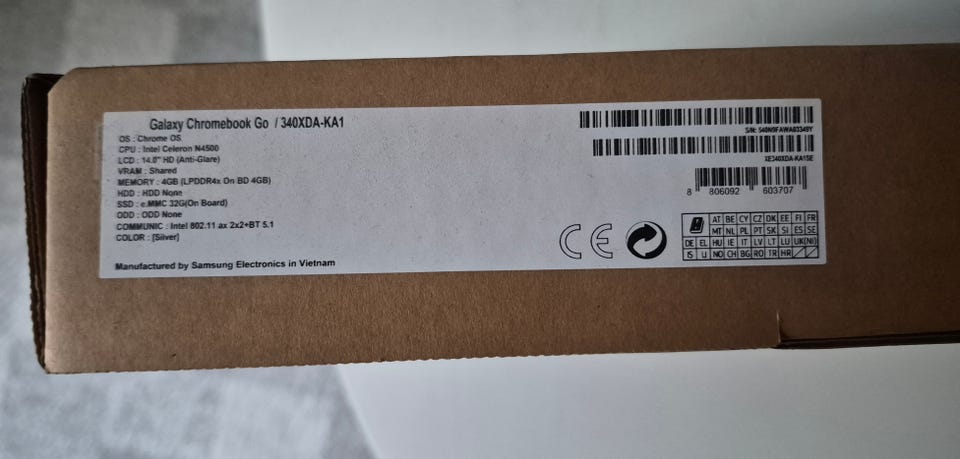 Galaxy Chromebook Go / 340XDA-KA1
OS : Chrome OS
CPU : Intel Celeron N4500
LCD : 14.0" HD (Anti-Glare)
VRAM : Shared
MEMORY : 4GB (LPDDR4x On BD 4GB)
HDD : HDD None
SSD : e.MMC 32G(On Board)
ODD : ODD None
COMMUNIC : Intel 802.11 ax 2x2+BT 5.1
COLOR : [Silver]
Manufactured by Samsung Electronics in Vietnam
S/N: 540N9FAWA03349Y
XE340XDA-KA1SE
8 806092 603707
CE
AT BE CY CZ DK EE FI FR
MT NL PL PT SK SI ES SE
DE EL HU IE IT LV LT LU UK(NI)
IS LI NO CH BG RO TR HR